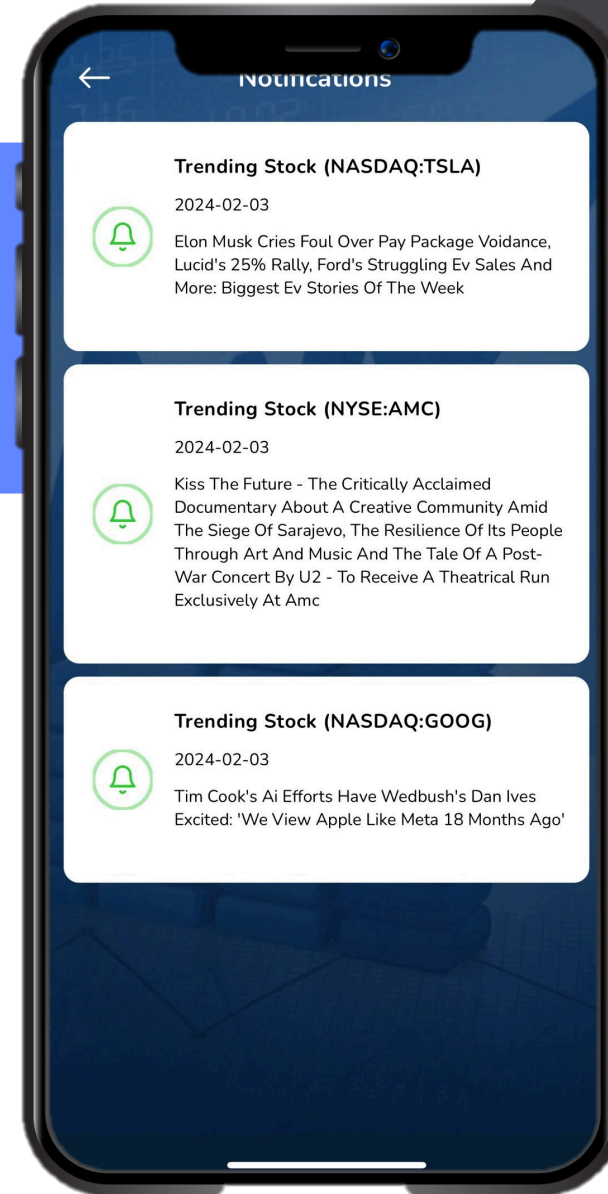 Notifications
Trending Stock (NASDAQ:TSLA)
2024-02-03
Elon Musk Cries Foul Over Pay Package Voidance,
Lucid's 25% Rally, Ford's Struggling Ev Sales And
More: Biggest Ev Stories Of The Week
Trending Stock (NYSE:AMC)
2024-02-03
Kiss The Future - The Critically Acclaimed
Documentary About A Creative Community Amid
The Siege Of Sarajevo, The Resilience Of Its People
Through Art And Music And The Tale Of A Post-
War Concert By U2 - To Receive A Theatrical Run
Exclusively At Amc
Trending Stock (NASDAQ:GOOG)
2024-02-03
Tim Cook's Ai Efforts Have Wedbush's Dan Ives
Excited: 'We View Apple Like Meta 18 Months Ago'